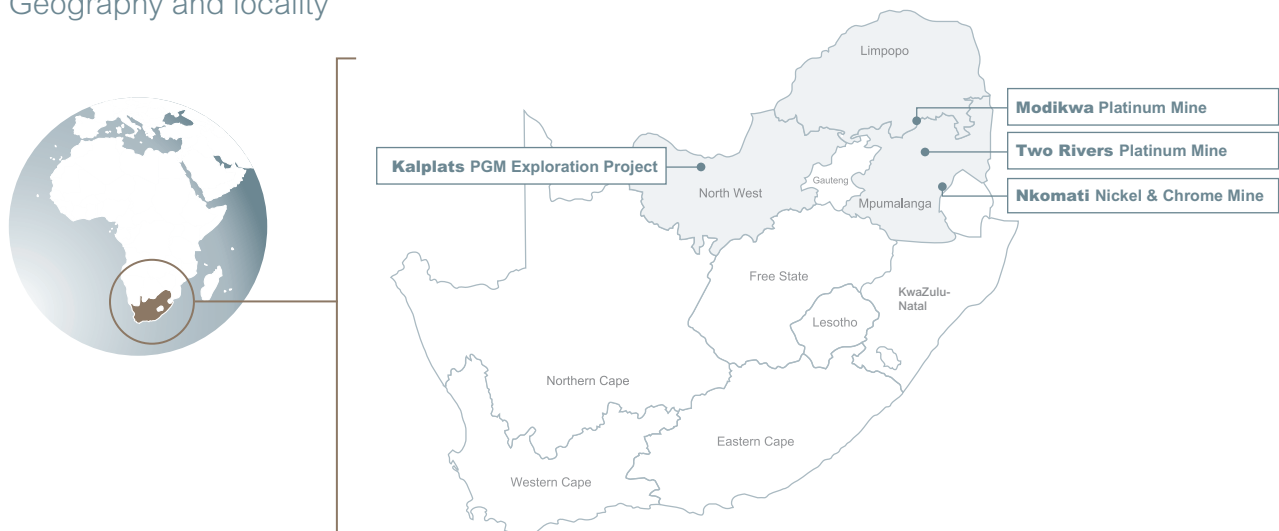 Geography and locality
Limpopo
Modikwa Platinum Mine
Two Rivers Platinum Mine
Kalplats PGM Exploration Project
Gauteng
North West
Mpumalanga
Nkomati Nickel & Chrome Mine
Free State
KwaZulu-
Natal
Lesotho
Northern Cape
Eastern Cape
Western Cape